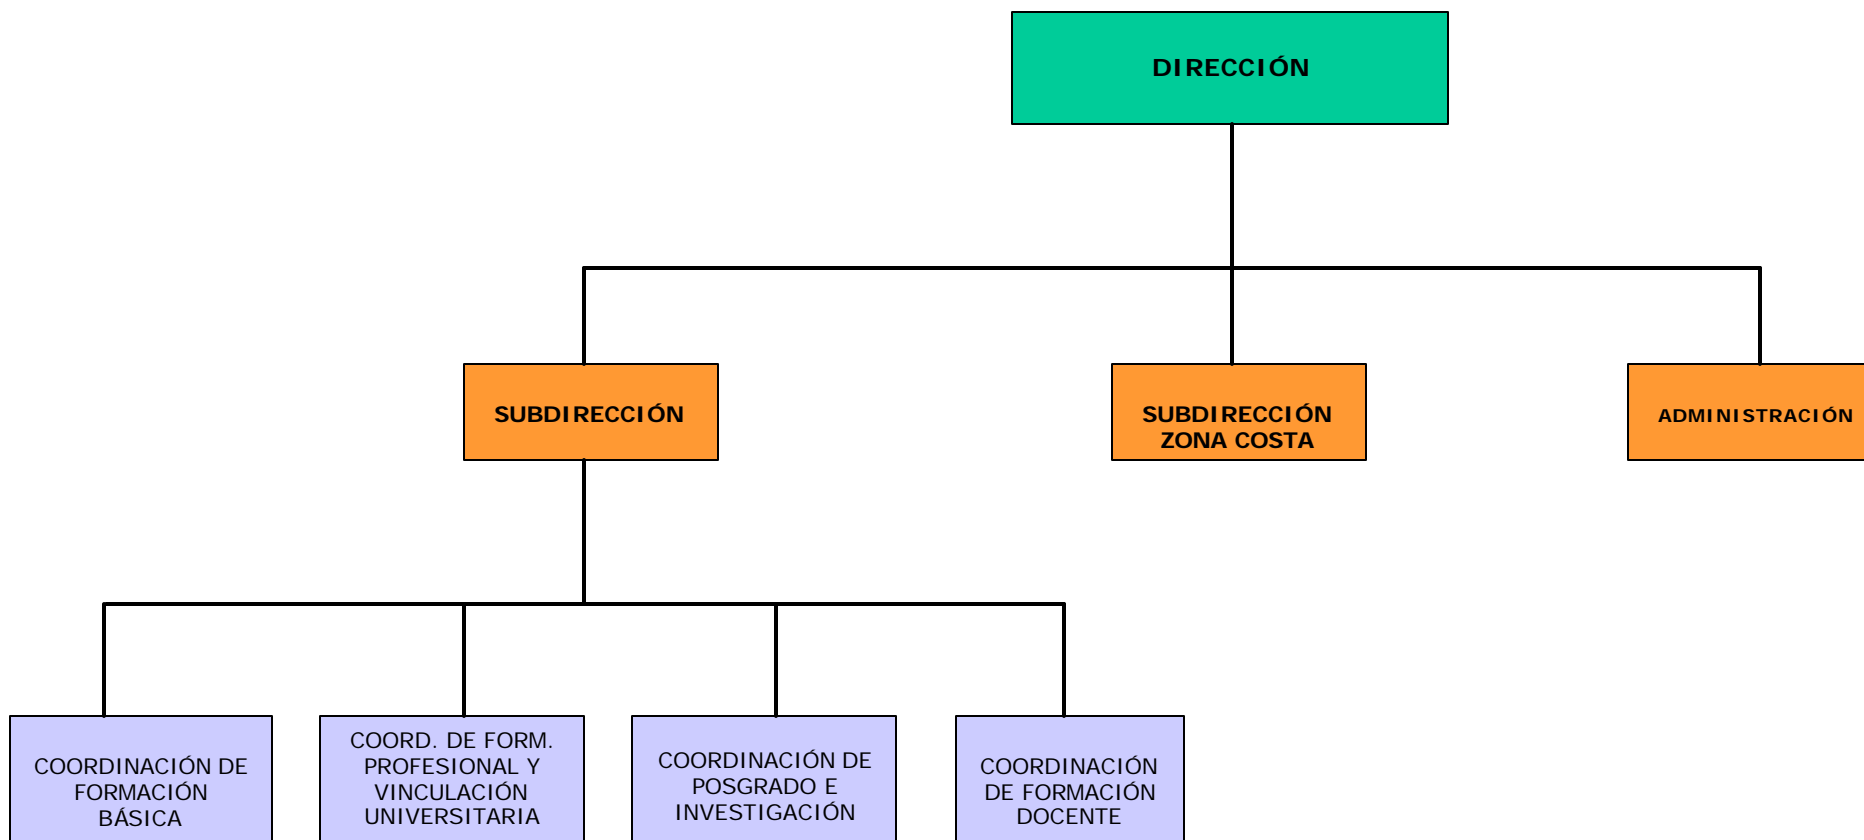 DIRECCIÓN
SUBDIRECCIÓN
SUBDIRECCIÓN
ZONA COSTA
ADMINISTRACIÓN
COORDINACIÓN DE
FORMACIÓN
BÁSICA
COORD. DE FORM.
PROFESIONAL Y
VINCULACIÓN
UNIVERSITARIA
COORDINACIÓN DE
POSGRADO E
INVESTIGACIÓN
COORDINACIÓN
DE FORMACIÓN
DOCENTE